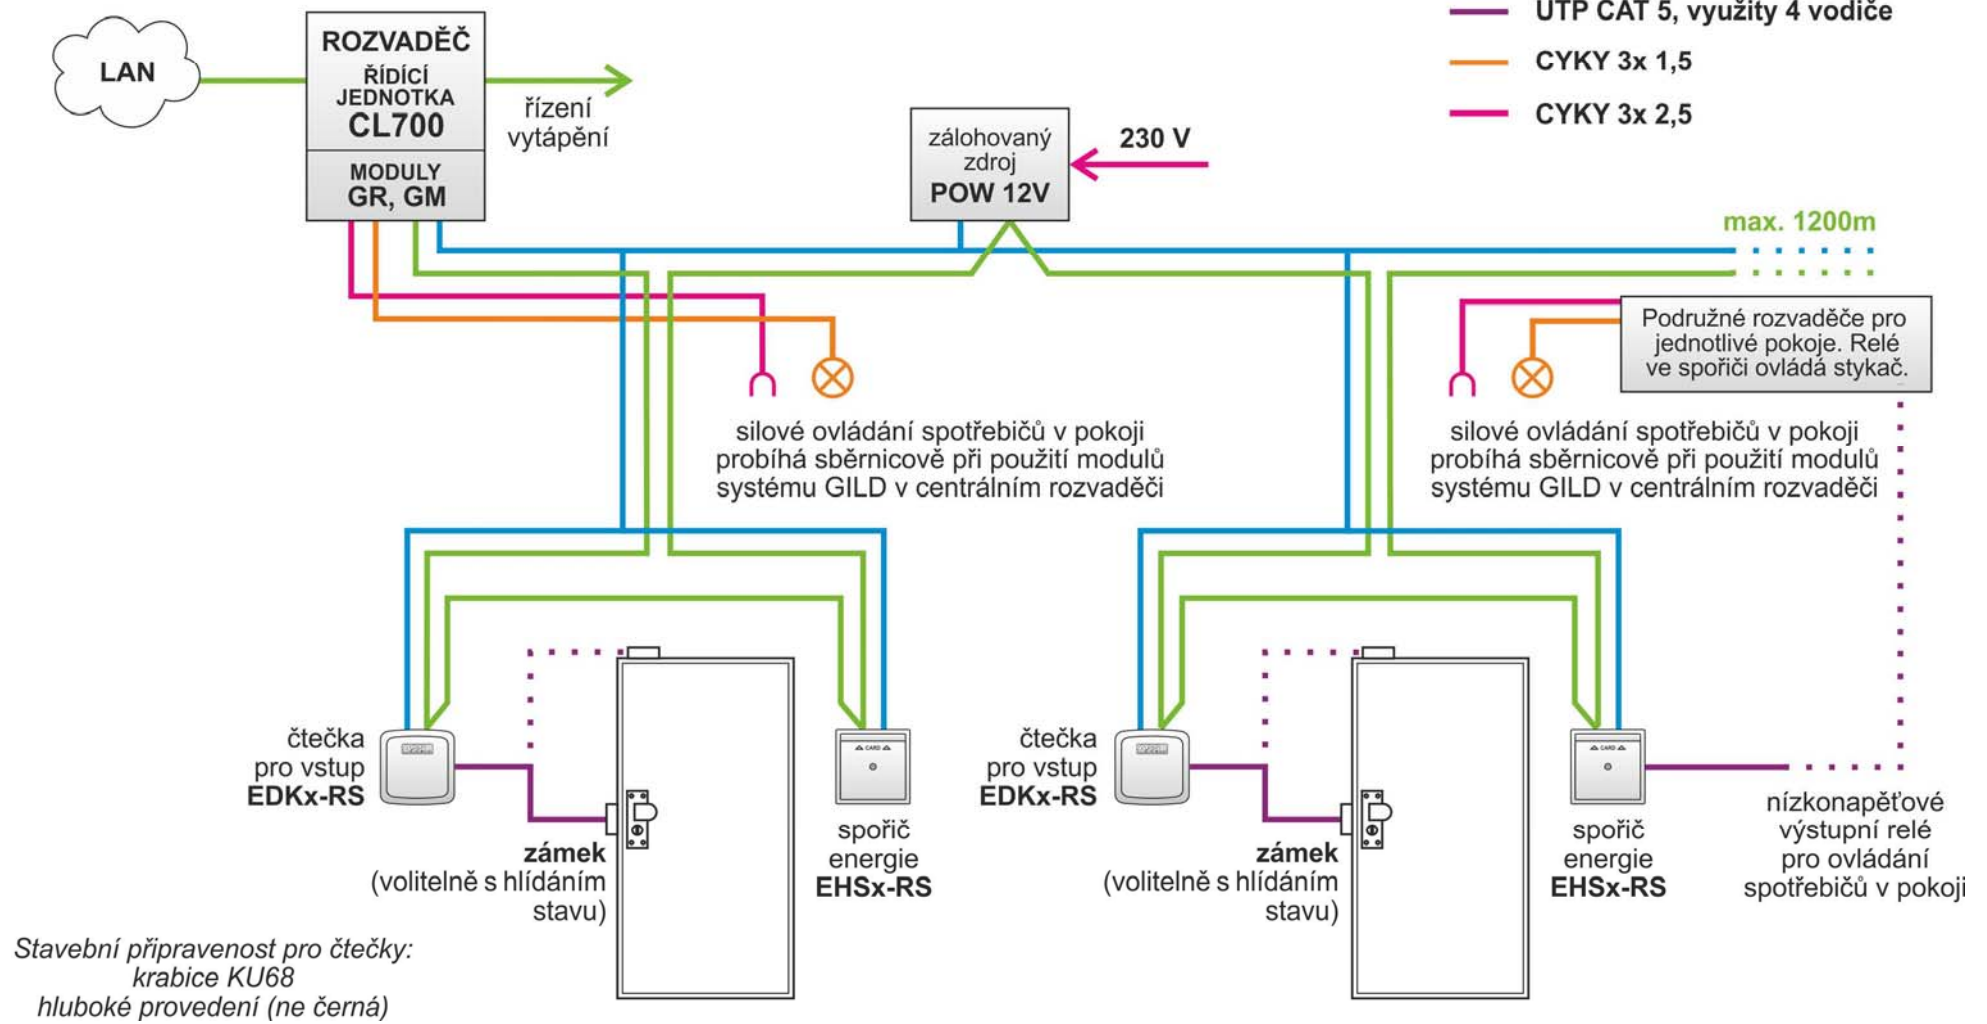 UTP CAT 5, využity 4 vodiče
CYKY 3x 1,5
CYKY 3x 2,5
LAN
ROZVADĚČ
ŘÍDÍCÍ
JEDNOTKA
CL700
MODULY
GR, GM
řízení
vytápění
zálohovaný
zdroj
POW 12V
230 V
max. 1200m
Podružné rozvaděče pro
jednotlivé pokoje. Relé
ve spořiči ovládá stykač.
silové ovládání spotřebičů v pokoji
probíhá sběrnicově při použití modulů
systému GILD v centrálním rozvaděči
silové ovládání spotřebičů v pokoji
probíhá sběrnicově při použití modulů
systému GILD v centrálním rozvaděči
čtečka
pro vstup
EDKx-RS
zámek
(volitelně s hlídáním
stavu)
CARD
spořič
energie
EHSx-RS
čtečka
pro vstup
EDKx-RS
zámek
(volitelně s hlídáním
stavu)
CARD
spořič
energie
EHSx-RS
nízkonapěťové
výstupní relé
pro ovládání
spotřebičů v pokoji
Stavební připravenost pro čtečky:
krabice KU68
hluboké provedení (ne černá)